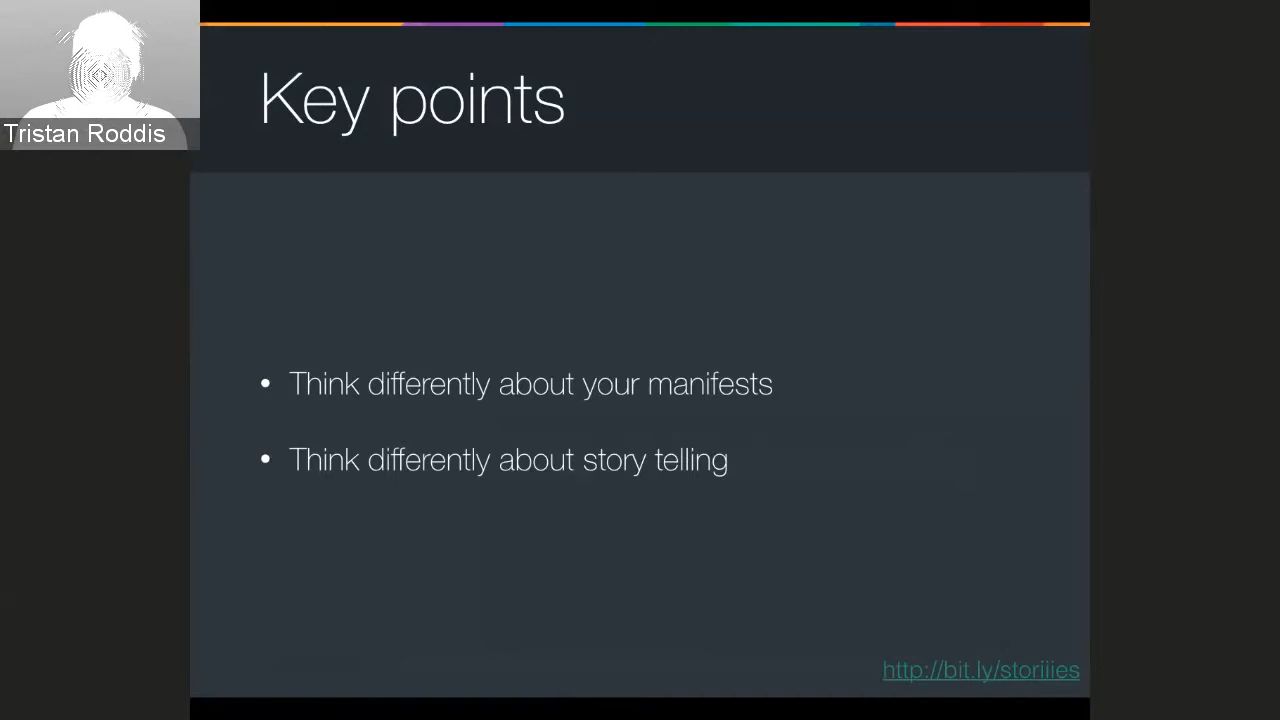 Tristan Roddis
Key points
• Think differently about your manifests
• Think differently about story telling
http://bit.ly/storiiies